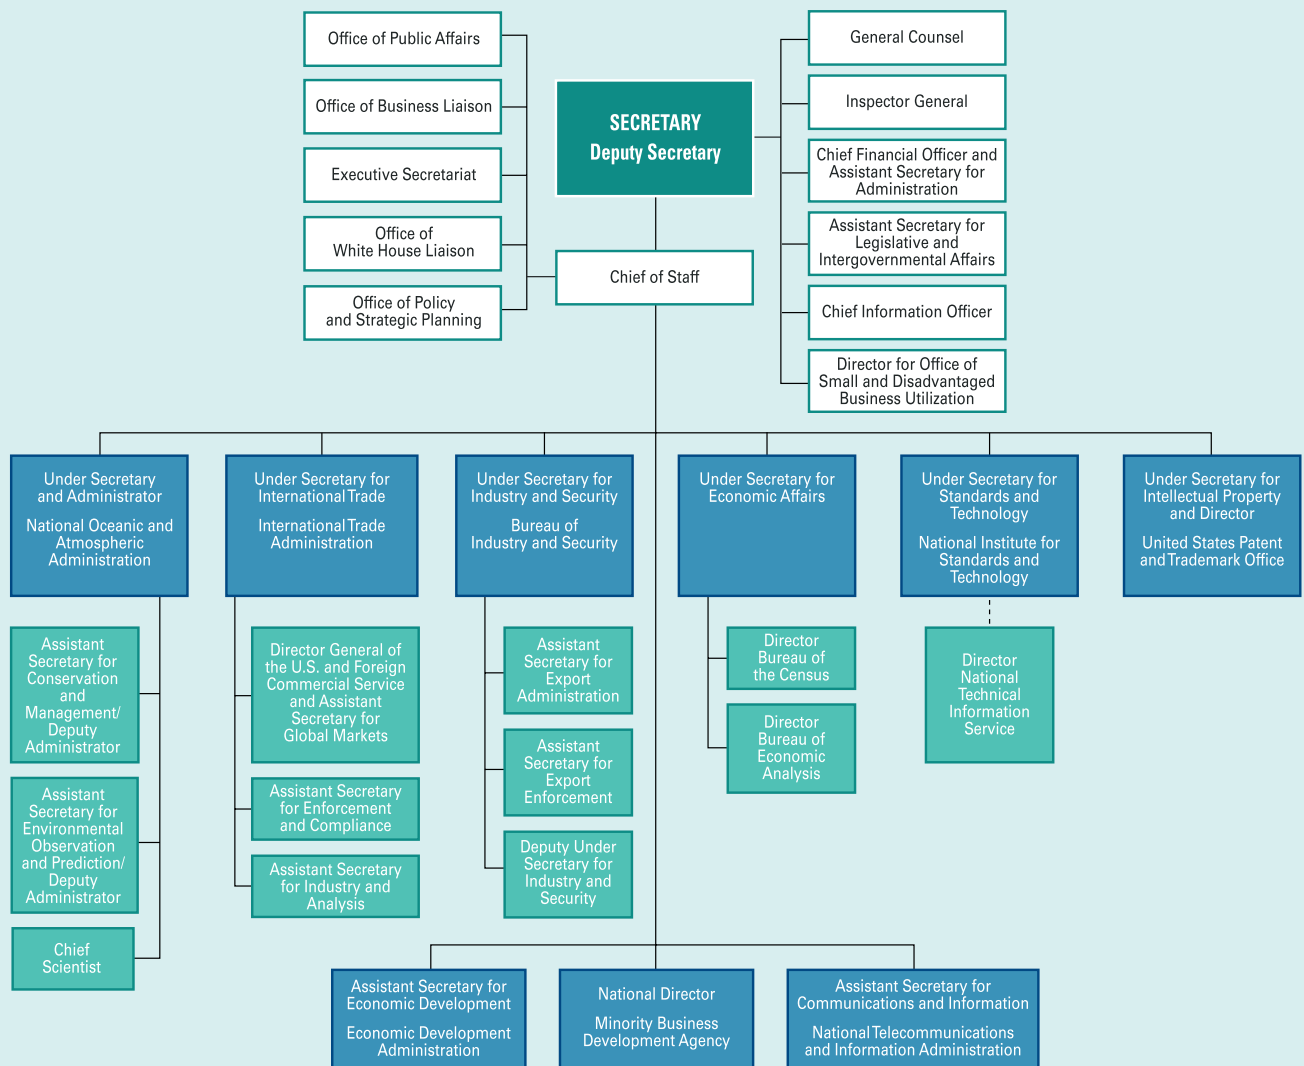 Office of Public Affairs
Office of Business Liaison
Executive Secretariat
Office of
White House Liaison
Office of Policy
and Strategic Planning
SECRETARY
Deputy Secretary
Chief of Staff
General Counsel
Inspector General
Chief Financial Officer and
Assistant Secretary for
Administration
Assistant Secretary for
Legislative and
Intergovernmental Affairs
Chief Information Officer
Director for Office of
Small and Disadvantaged
Business Utilization
Under Secretary
and Administrator
National Oceanic and
Atmospheric
Administration
Under Secretary for
International Trade
International Trade
Administration
Under Secretary for
Industry and Security
Bureau of
Industry and Security
Under Secretary for
Economic Affairs
Under Secretary for
Standards and
Technology
National Institute for
Standards and
Technology
Under Secretary for
Intellectual Property
and Director
United States Patent
and Trademark Office
Assistant
Secretary for
Conservation
and
Management/
Deputy
Administrator
Assistant
Secretary for
Environmental
Observation
and Prediction/
Deputy
Administrator
Chief
Scientist
Director General of
the U.S. and Foreign
Commercial Service
and Assistant
Secretary for
Global Markets
Assistant Secretary
for Enforcement
and Compliance
Assistant Secretary
for Industry and
Analysis
Assistant
Secretary for
Export
Administration
Assistant
Secretary for
Export
Enforcement
Deputy Under
Secretary for
Industry and
Security
Director
Bureau of
the Census
Director
Bureau of
Economic
Analysis
Director
National
Technical
Information
Service
Assistant Secretary for
Economic Development
Economic Development
Administration
National Director
Minority Business
Development Agency
Assistant Secretary for
Communications and Information
National Telecommunications
and Information Administration